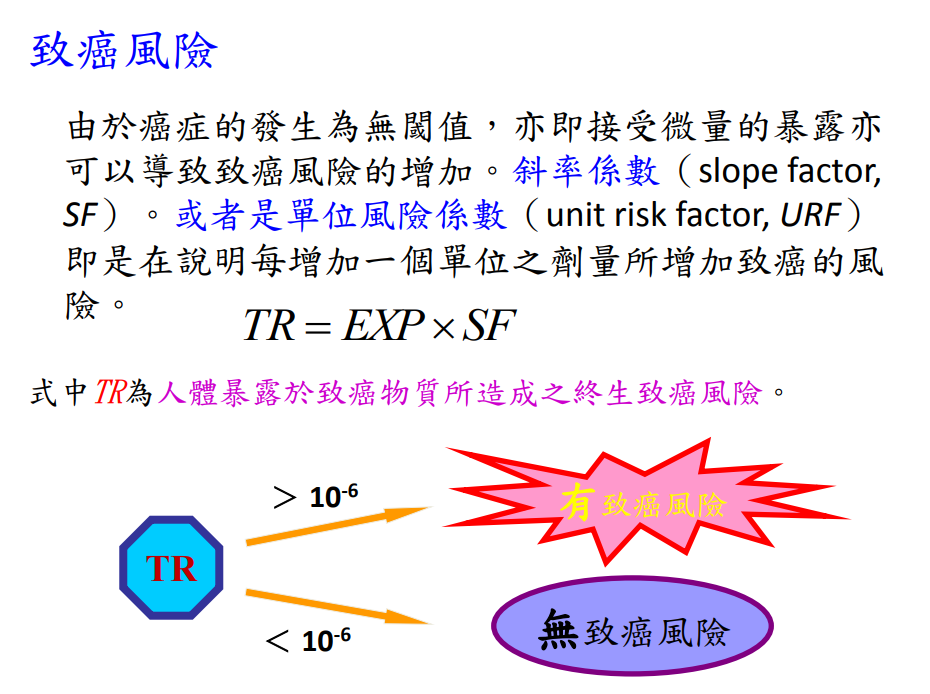 致癌風險
由於癌症的發生為無閾值，亦即接受微量的暴露亦
可以導致致癌風險的增加。斜率係數（slope factor,
SF）。或者是單位風險係數（unit risk factor, URF）
即是在說明每增加一個單位之劑量所增加致癌的風
險。
TR = EXP × SF
式中TR為人體暴露於致癌物質所造成之終生致癌風險。
＞ 10⁻⁶
有致癌風險
TR
＜ 10⁻⁶
無致癌風險